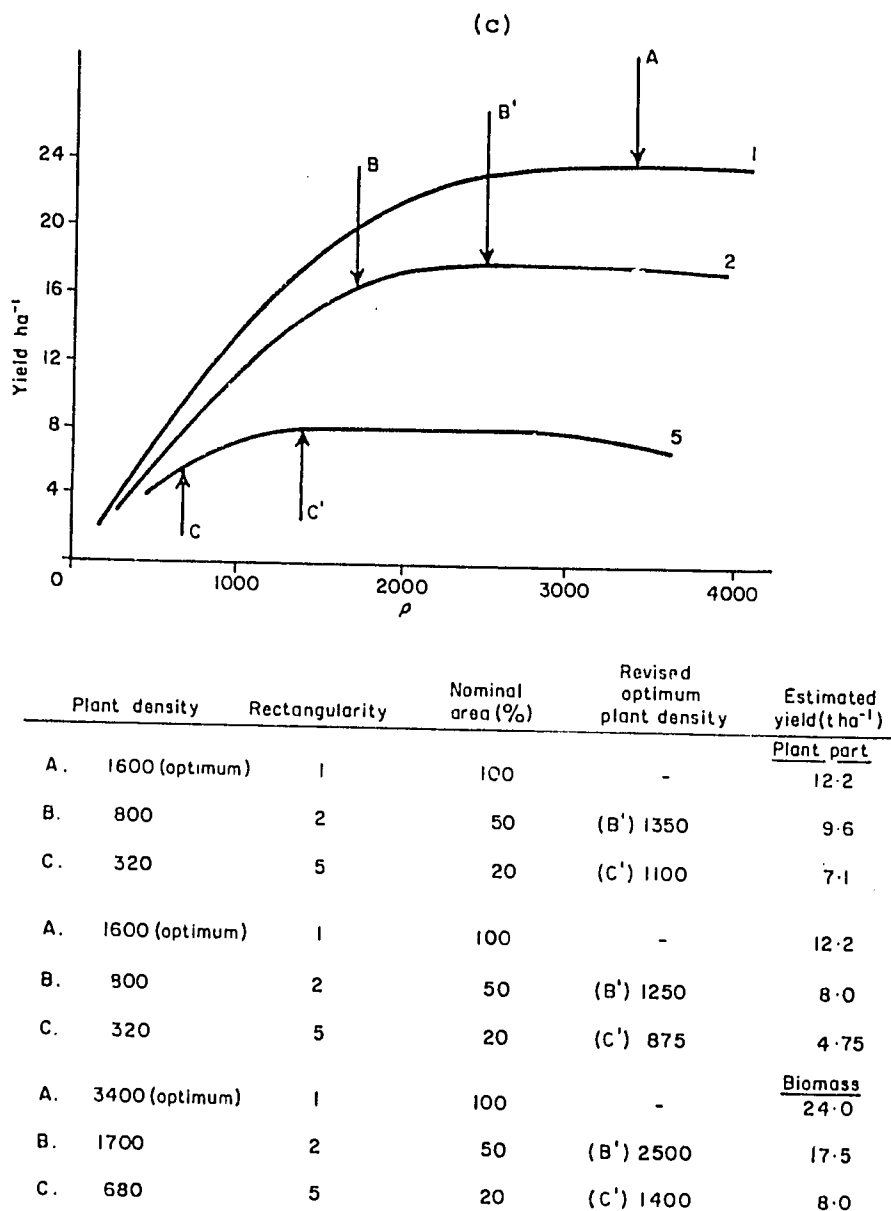 (c)
A
B'
B
1
2
5
C
C'
24
20
16
12
8
4
0
Yield ha⁻¹
1000
2000
3000
4000
ρ
Plant density Rectangularity Nominal area (%) Revised optimum plant density Estimated yield (t ha⁻¹)
Plant part
A. 1600 (optimum) 1 100 - 12·2
B. 800 2 50 (B') 1350 9·6
C. 320 5 20 (C') 1100 7·1
A. 1600 (optimum) 1 100 - 12·2
B. 800 2 50 (B') 1250 8·0
C. 320 5 20 (C') 875 4·75
Biomass
A. 3400 (optimum) 1 100 - 24·0
B. 1700 2 50 (B') 2500 17·5
C. 680 5 20 (C') 1400 8·0